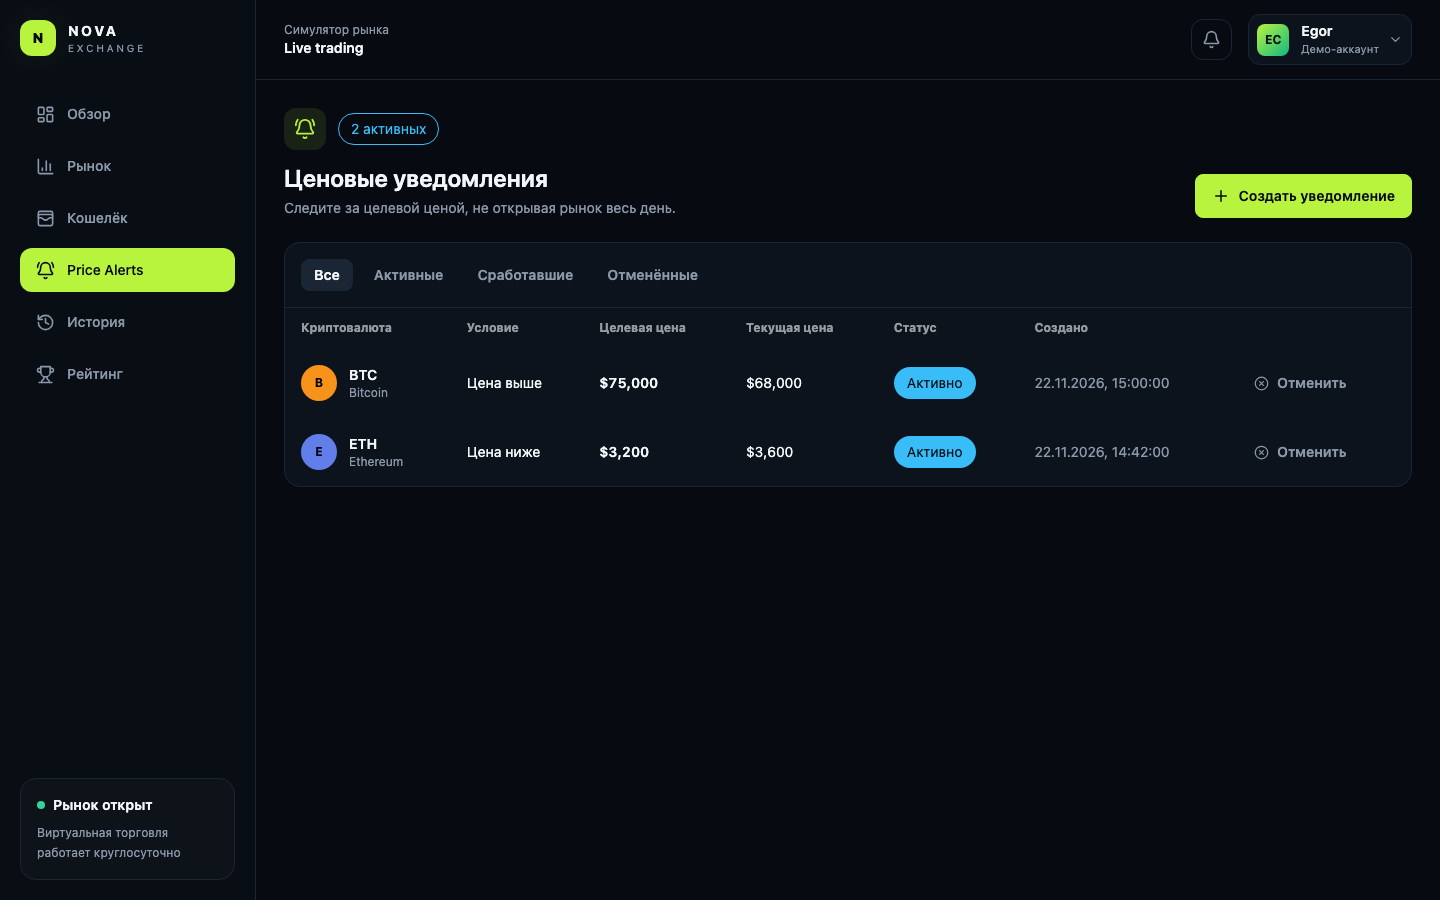 N
NOVA
EXCHANGE
Обзор
Рынок
Кошелёк
Price Alerts
История
Рейтинг
Рынок открыт
Виртуальная торговля
работает круглосуточно
Симулятор рынка
Live trading
EC
Egor
Демо-аккаунт
2 активных
Ценовые уведомления
Следите за целевой ценой, не открывая рынок весь день.
Создать уведомление
Все Активные Сработавшие Отменённые
Криптовалюта Условие Целевая цена Текущая цена Статус Создано
B BTC Bitcoin Цена выше $75,000 $68,000 Активно 22.11.2026, 15:00:00 Отменить
E ETH Ethereum Цена ниже $3,200 $3,600 Активно 22.11.2026, 14:42:00 Отменить